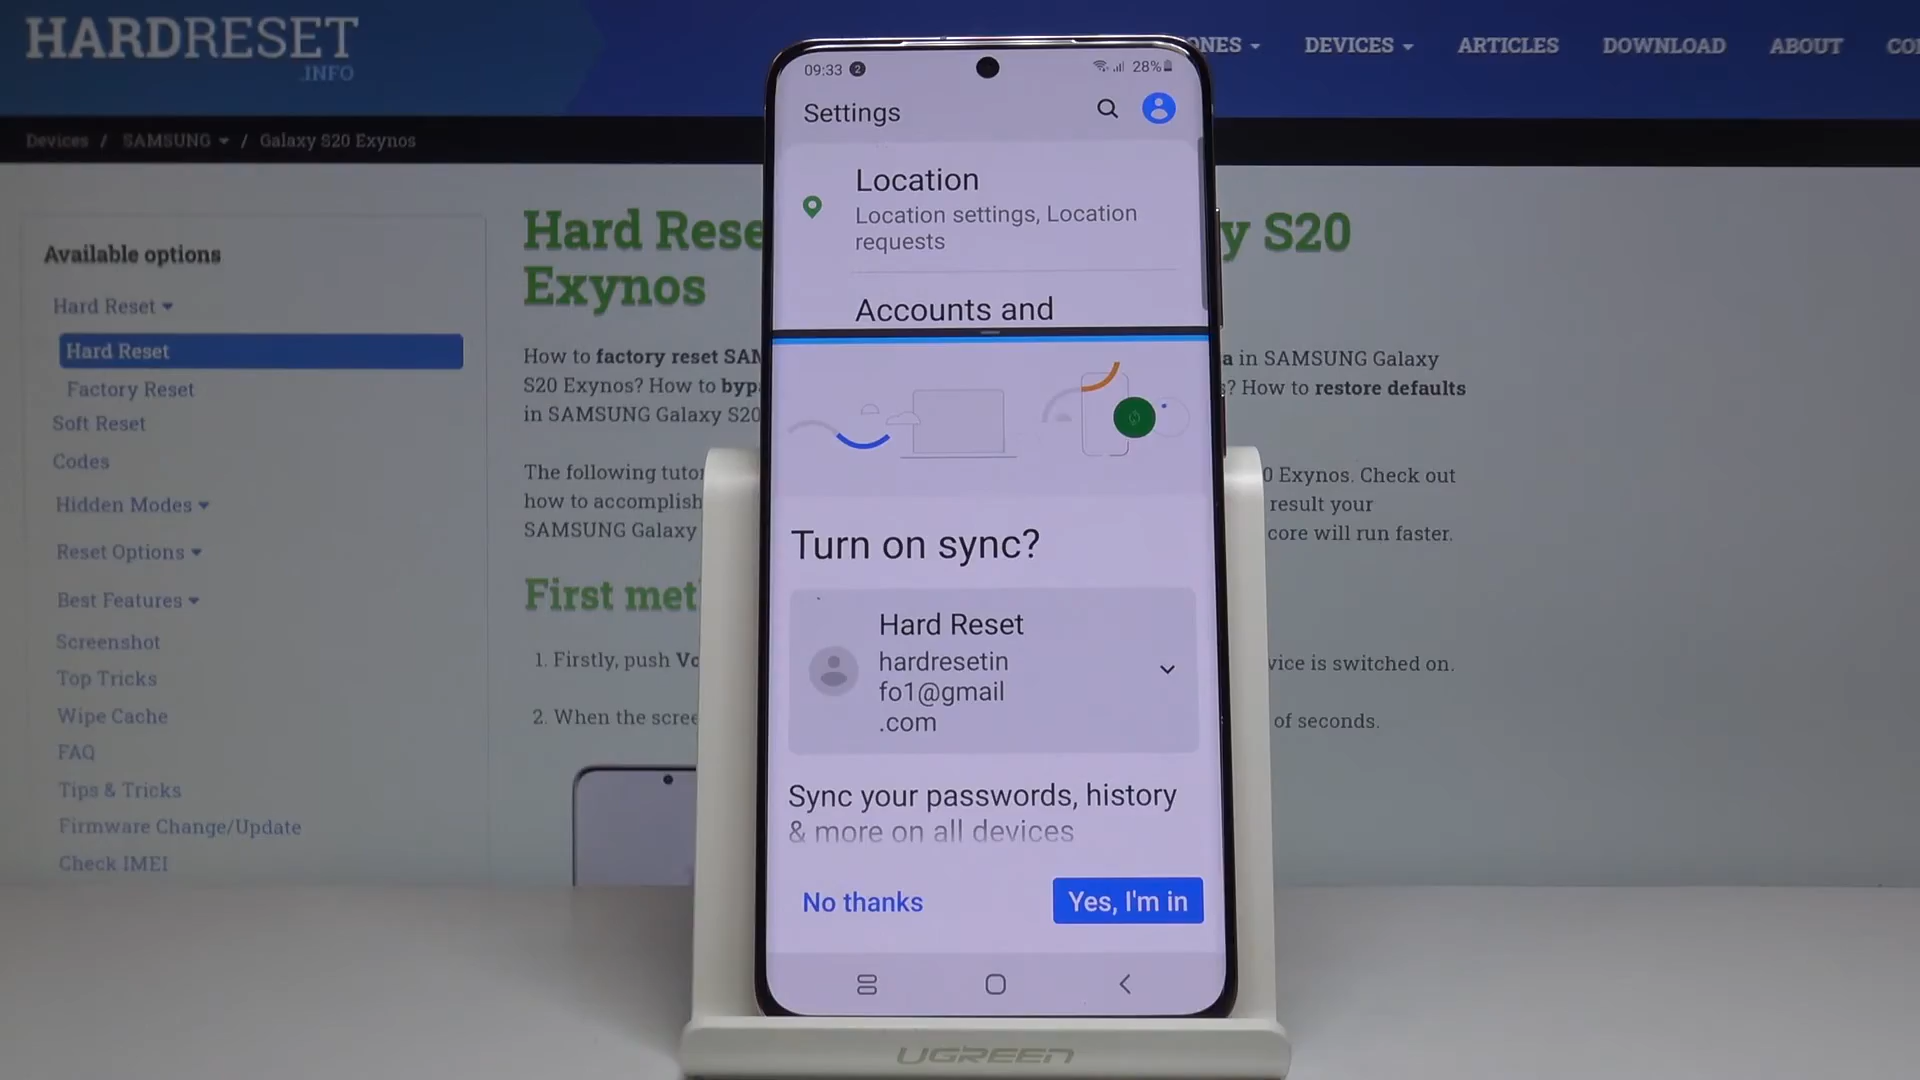 HARDRESET
.INFO
ONES
DEVICES
ARTICLES
DOWNLOAD
ABOUT
Devices / SAMSUNG / Galaxy S20 Exynos
Available options
Hard Reset
Hard Reset
Factory Reset
Soft Reset
Codes
Hidden Modes
Reset Options
Best Features
Screenshot
Top Tricks
Wipe Cache
FAQ
Tips & Tricks
Firmware Change/Update
Check IMEI
Hard Rese y S20
Exynos
How to factory reset SAM a in SAMSUNG Galaxy
S20 Exynos? How to byp ? How to restore defaults
in SAMSUNG Galaxy S20
The following tuto 0 Exynos. Check out
how to accomplish result your
SAMSUNG Galaxy core will run faster.
First met
1. Firstly, push Vo vice is switched on.
2. When the scree of seconds.
09:33 2 28%
Settings
Location
Location settings, Location
requests
Accounts and
Turn on sync?
Hard Reset
hardresetin
fo1@gmail
.com
Sync your passwords, history
& more on all devices
No thanks
Yes, I'm in
UGREEN